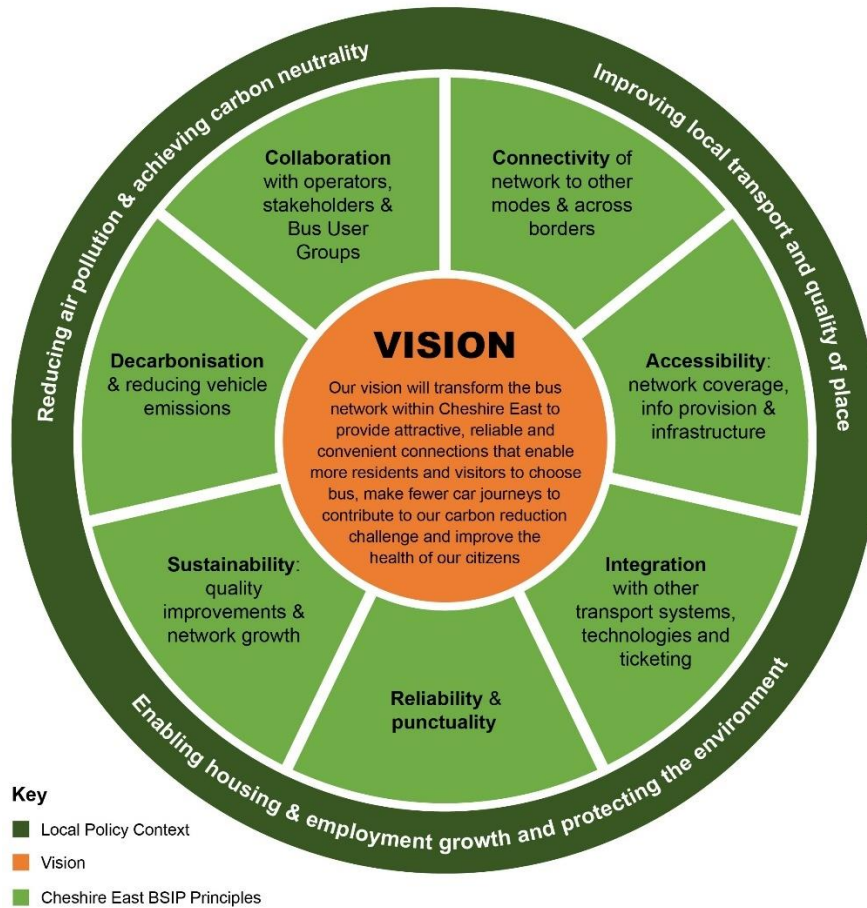 Reducing air pollution & achieving carbon neutrality
Improving local transport and quality of place
Enabling housing & employment growth and protecting the environment
Collaboration
with operators,
stakeholders &
Bus User
Groups
Connectivity of
network to other
modes & across
borders
Accessibility:
network coverage,
info provision &
infrastructure
Integration
with other
transport systems,
technologies and
ticketing
Reliability &
punctuality
Sustainability:
quality
improvements &
network growth
Decarbonisation
& reducing vehicle
emissions
VISION
Our vision will transform the bus
network within Cheshire East to
provide attractive, reliable and
convenient connections that enable
more residents and visitors to choose
bus, make fewer car journeys to
contribute to our carbon reduction
challenge and improve the
health of our citizens
Key
Local Policy Context
Vision
Cheshire East BSIP Principles